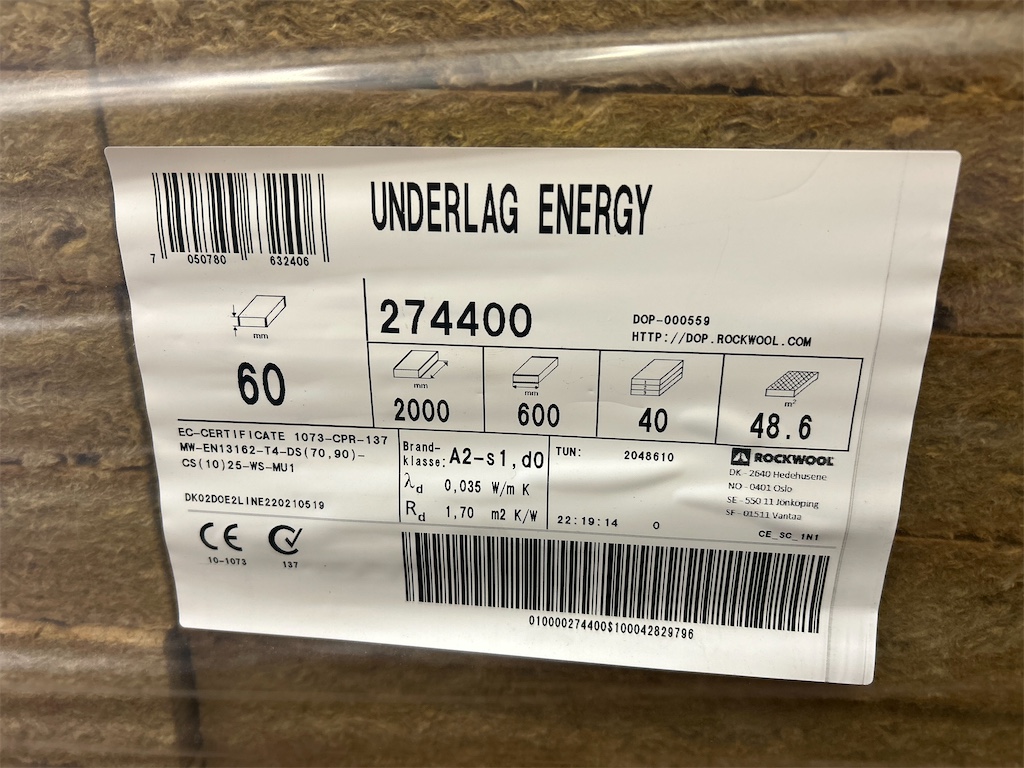 UNDERLAG ENERGY
7 050780 632406
274400
DOP-000559
HTTP://DOP.ROCKWOOL.COM
mm
60
mm
2000
mm
600
40
m²
48.6
EC-CERTIFICATE 1073-CPR-137
MW-EN13162-T4-DS(70,90)-
CS(10)25-WS-MU1
DK02DOE2LINE220210519
CE
10-1073
137
Brand-
klasse: A2-s1,d0
λd 0,035 W/m K
Rd 1,70 m2 K/W
TUN: 2048610
22:19:14 0
ROCKWOOL
DK - 2640 Hedehusene
NO - 0401 Oslo
SE - 550 11 Jönköping
SF - 01511 Vantaa
CE_SC_1N1
010000274400$100042829796